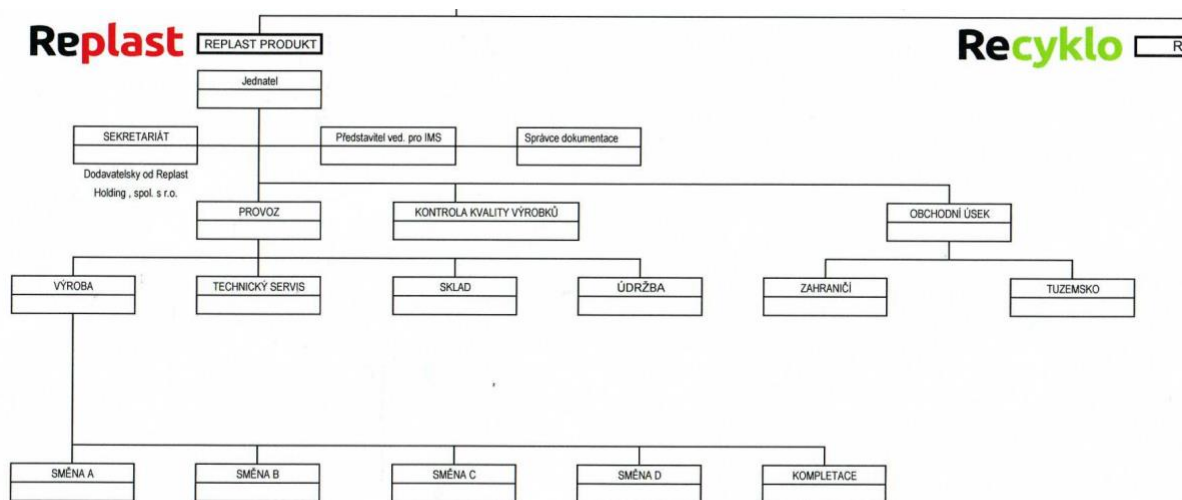 Replast
REPLAST PRODUKT
Recyklo
R
Jednatel
SEKRETARIÁT
Představitel ved. pro IMS
Správce dokumentace
Dodavatelsky od Replast
Holding , spol. s r.o.
PROVOZ
KONTROLA KVALITY VÝROBKŮ
OBCHODNÍ ÚSEK
VÝROBA
TECHNICKÝ SERVIS
SKLAD
ÚDRŽBA
ZAHRANIČÍ
TUZEMSKO
SMĚNA A
SMĚNA B
SMĚNA C
SMĚNA D
KOMPLETACE